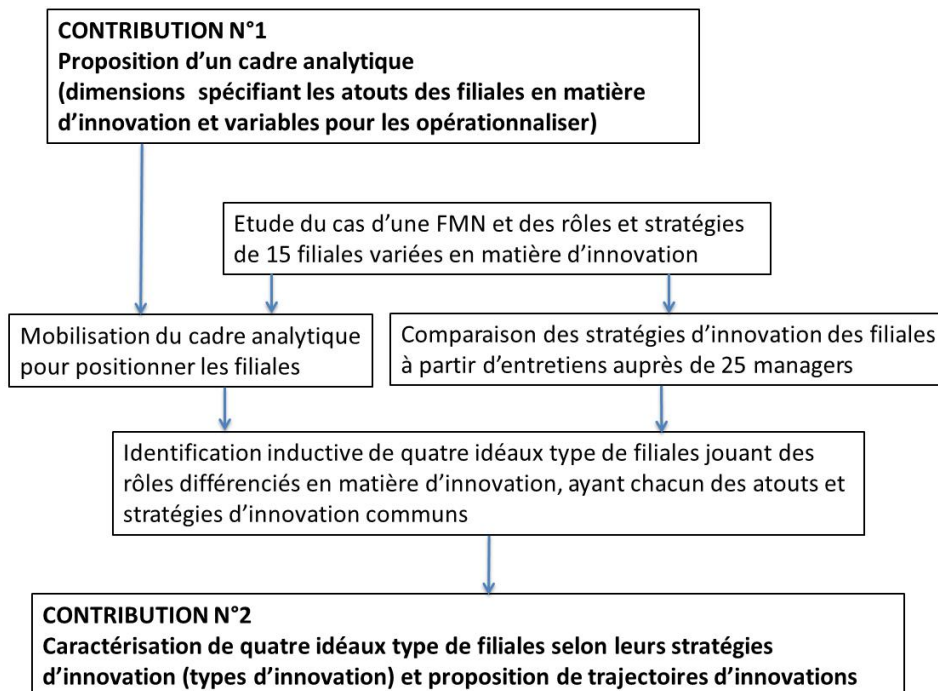 CONTRIBUTION N°1
Proposition d’un cadre analytique
(dimensions spécifiant les atouts des filiales en matière
d’innovation et variables pour les opérationnaliser)
Etude du cas d’une FMN et des rôles et stratégies
de 15 filiales variées en matière d’innovation
Mobilisation du cadre analytique
pour positionner les filiales
Comparaison des stratégies d’innovation des filiales
à partir d’entretiens auprès de 25 managers
Identification inductive de quatre idéaux type de filiales jouant des
rôles différenciés en matière d’innovation, ayant chacun des atouts et
stratégies d’innovation communs
CONTRIBUTION N°2
Caractérisation de quatre idéaux type de filiales selon leurs stratégies
d’innovation (types d’innovation) et proposition de trajectoires d’innovations